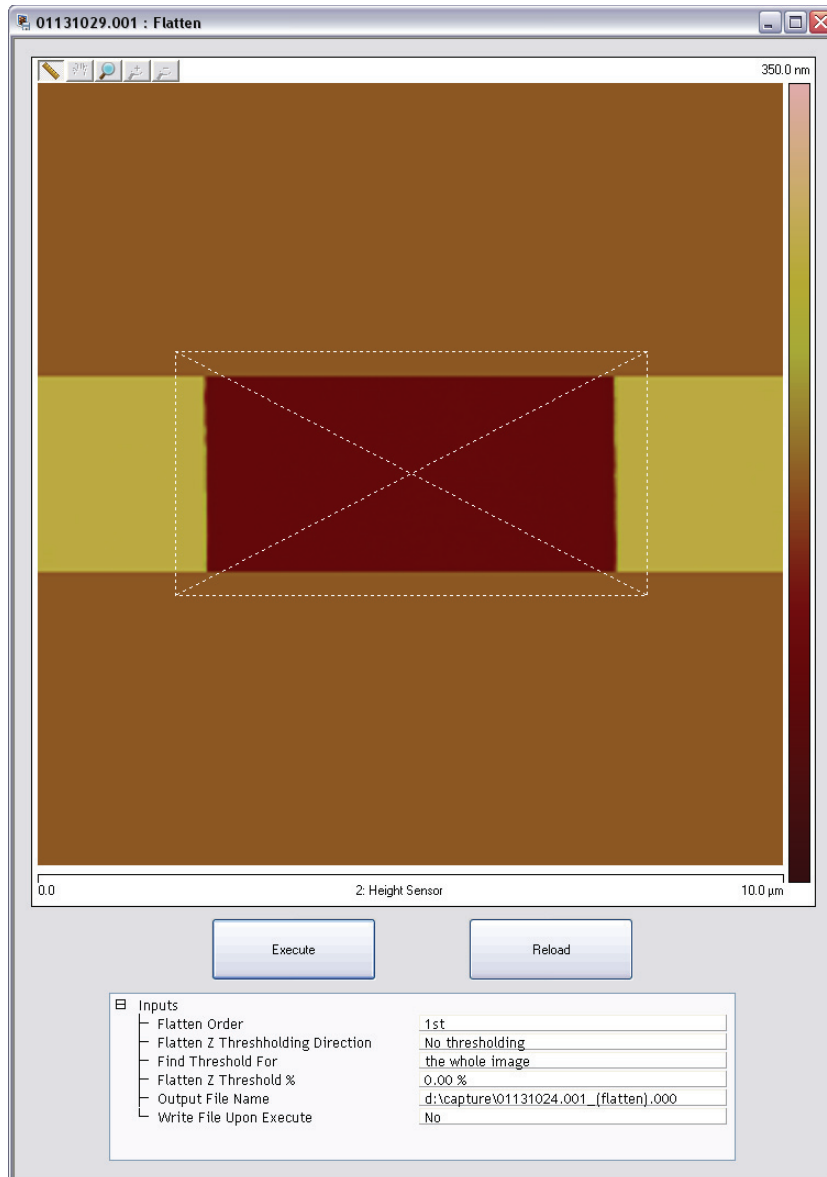 01131029.001 : Flatten
350.0 nm
0.0 2: Height Sensor 10.0 µm
Execute Reload
Inputs
Flatten Order 1st
Flatten Z Threshholding Direction No thresholding
Find Threshold For the whole image
Flatten Z Threshold % 0.00 %
Output File Name d:\capture\01131024.001_(flatten).000
Write File Upon Execute No